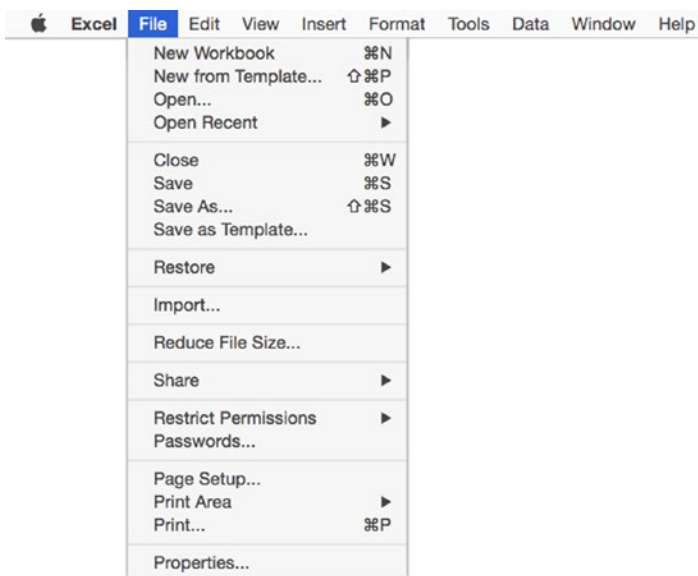 Excel File Edit View Insert Format Tools Data Window Help
New Workbook ⌘N
New from Template... ⇧⌘P
Open... ⌘O
Open Recent ▶
Close ⌘W
Save ⌘S
Save As... ⇧⌘S
Save as Template...
Restore ▶
Import...
Reduce File Size...
Share ▶
Restrict Permissions ▶
Passwords...
Page Setup...
Print Area ▶
Print... ⌘P
Properties...